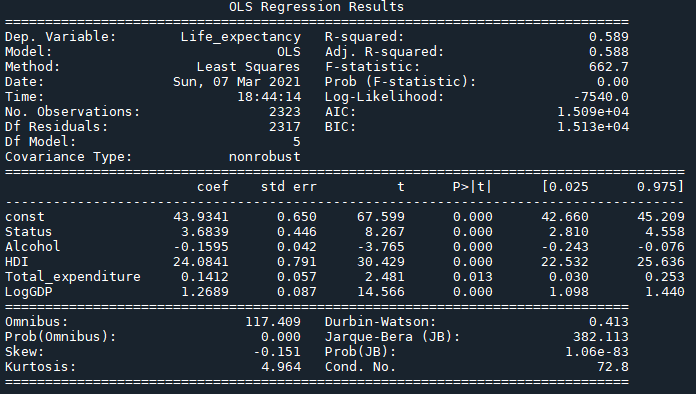 OLS Regression Results
==============================================================================
Dep. Variable: Life_expectancy R-squared: 0.589
Model: OLS Adj. R-squared: 0.588
Method: Least Squares F-statistic: 662.7
Date: Sun, 07 Mar 2021 Prob (F-statistic): 0.00
Time: 18:44:14 Log-Likelihood: -7540.0
No. Observations: 2323 AIC: 1.509e+04
Df Residuals: 2317 BIC: 1.513e+04
Df Model: 5
Covariance Type: nonrobust
=====================================================================================
coef std err t P>|t| [0.025 0.975]
-------------------------------------------------------------------------------------
const 43.9341 0.650 67.599 0.000 42.660 45.209
Status 3.6839 0.446 8.267 0.000 2.810 4.558
Alcohol -0.1595 0.042 -3.765 0.000 -0.243 -0.076
HDI 24.0841 0.791 30.429 0.000 22.532 25.636
Total_expenditure 0.1412 0.057 2.481 0.013 0.030 0.253
LogGDP 1.2689 0.087 14.566 0.000 1.098 1.440
==============================================================================
Omnibus: 117.409 Durbin-Watson: 0.413
Prob(Omnibus): 0.000 Jarque-Bera (JB): 382.113
Skew: -0.151 Prob(JB): 1.06e-83
Kurtosis: 4.964 Cond. No. 72.8
==============================================================================